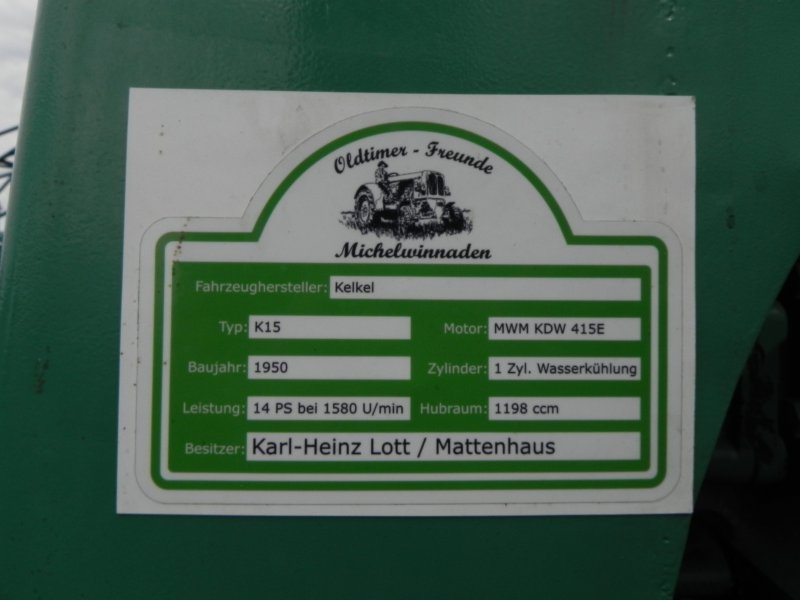 Oldtimer - Freunde
Michelwinnaden
Fahrzeughersteller: Kelkel
Typ: K15 Motor: MWM KDW 415E
Baujahr: 1950 Zylinder: 1 Zyl. Wasserkühlung
Leistung: 14 PS bei 1580 U/min Hubraum: 1198 ccm
Besitzer: Karl-Heinz Lott / Mattenhaus